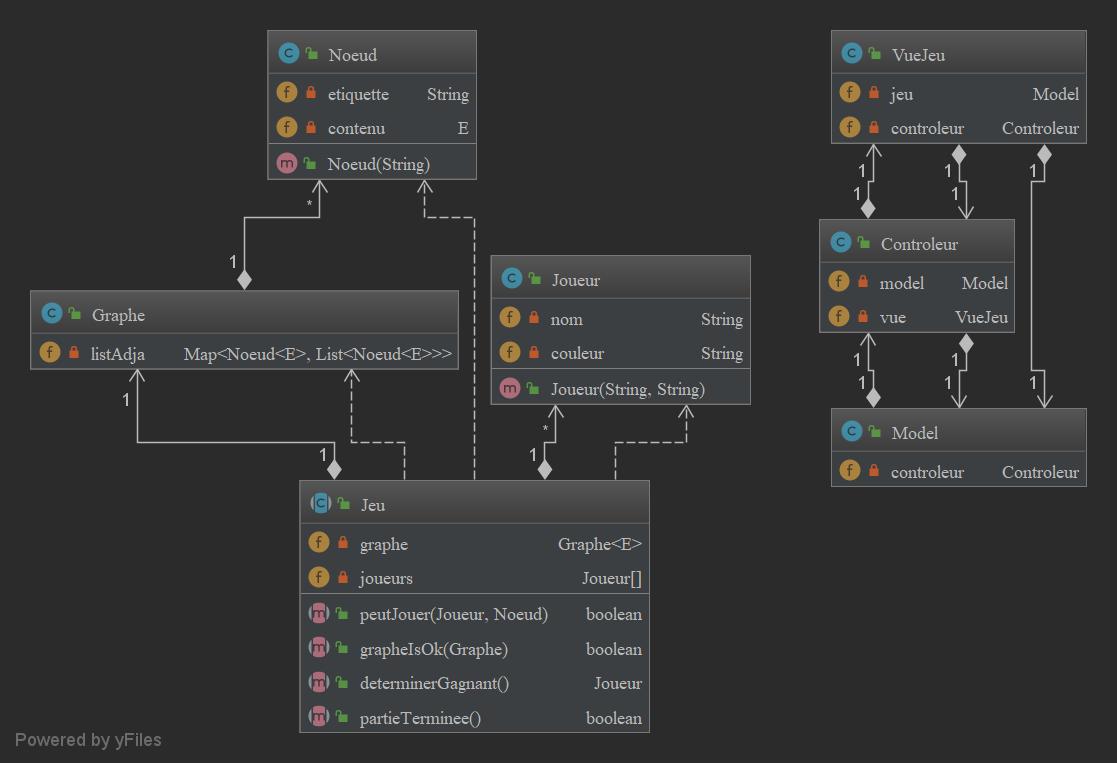 Noeud
etiquette String
contenu E
Noeud(String)
*
1
Graphe
listAdja Map<Noeud<E>, List<Noeud<E>>>
1
1
Joueur
nom String
couleur String
Joueur(String, String)
*
1
Jeu
graphe Graphe<E>
joueurs Joueur[]
peutJouer(Joueur, Noeud) boolean
grapheIsOk(Graphe) boolean
determinerGagnant() Joueur
partieTerminee() boolean
VueJeu
jeu Model
controleur Controleur
1 1
1 1
Controleur
model Model
vue VueJeu
1 1
1 1 1
Model
controleur Controleur
Powered by yFiles